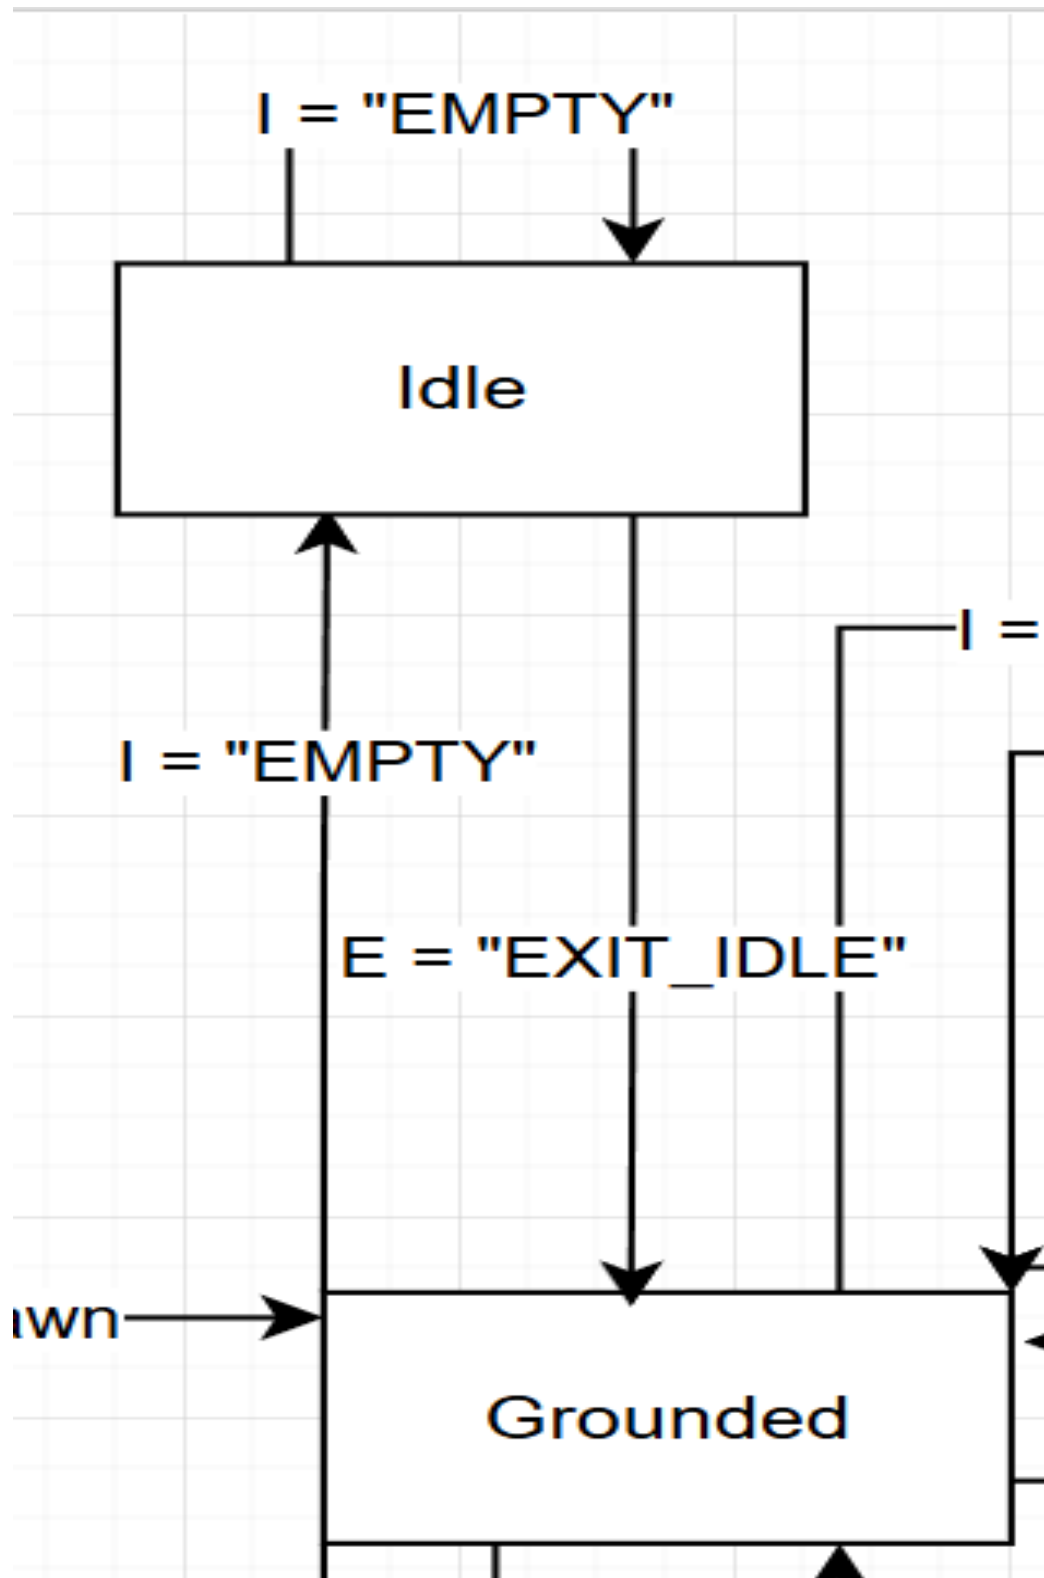 I = "EMPTY"
Idle
I =
I = "EMPTY"
E = "EXIT_IDLE"
Grounded